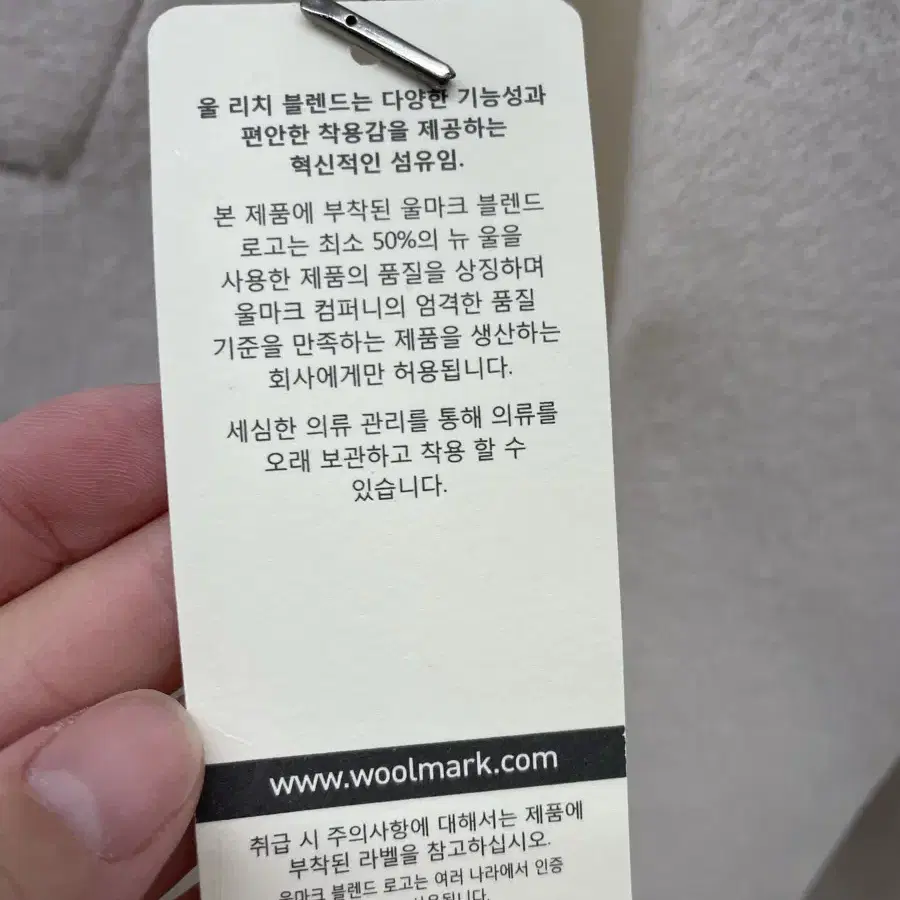 울 리치 블렌드는 다양한 기능성과
편안한 착용감을 제공하는
혁신적인 섬유임.
본 제품에 부착된 울마크 블렌드
로고는 최소 50%의 뉴 울을
사용한 제품의 품질을 상징하며
울마크 컴퍼니의 엄격한 품질
기준을 만족하는 제품을 생산하는
회사에게만 허용됩니다.
세심한 의류 관리를 통해 의류를
오래 보관하고 착용 할 수
있습니다.
www.woolmark.com
취급 시 주의사항에 대해서는 제품에
부착된 라벨을 참고하십시오.
울마크 블렌드 로고는 여러 나라에서 인증